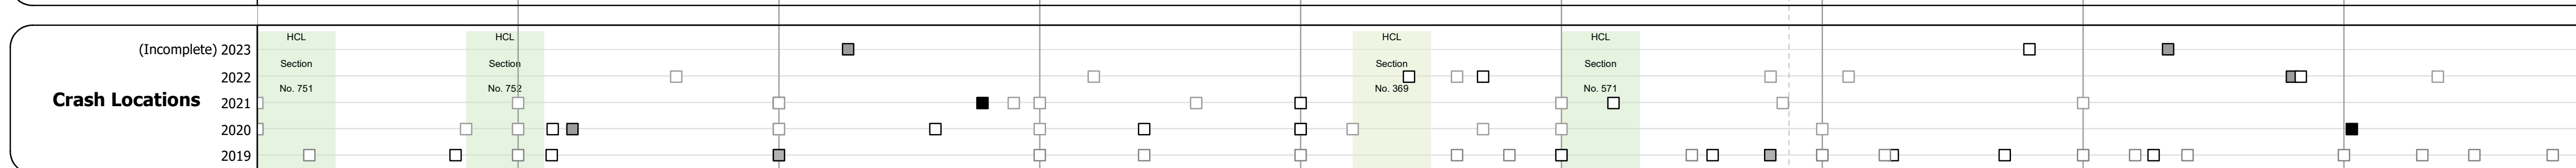 HCL HCL HCL HCL
(Incomplete) 2023
Section Section Section Section
2022
No. 751 No. 752 No. 369 No. 571
Crash Locations
2021
2020
2019